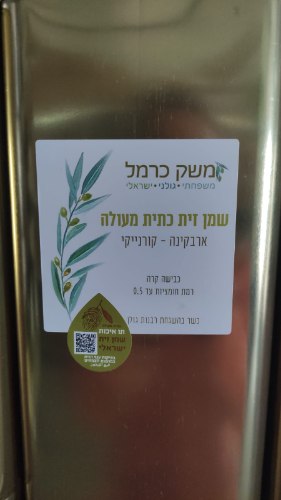 משק כרמל
משפחתי • גולני • ישראלי
שמן זית כתית מעולה
ארבקינה - קורנייקי
כבישה קרה
רמת חומציות עד 0.5
כשר בהשגחת רבנות גולן
תו איכות
שמן זית
ישראלי